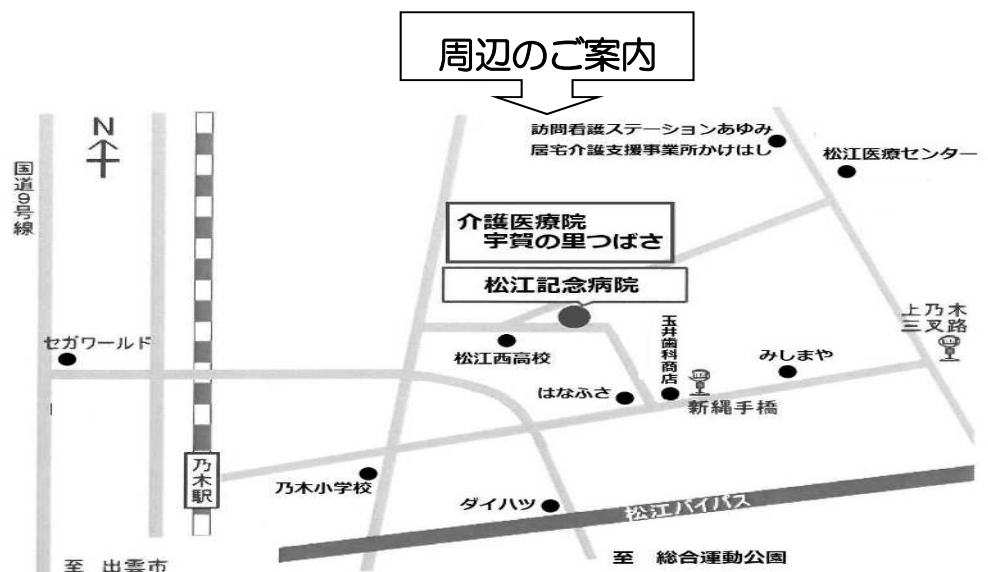 周辺のご案内
N
国道9号線
訪問看護ステーションあゆみ
居宅介護支援事業所かけはし
松江医療センター
介護医療院
宇賀の里つばさ
松江記念病院
上乃木
三叉路
セガワールド
松江西高校
玉井歯科商店
みしまや
はなふさ
新縄手橋
乃木駅
乃木小学校
ダイハツ
松江バイパス
至 出雲市
至 総合運動公園